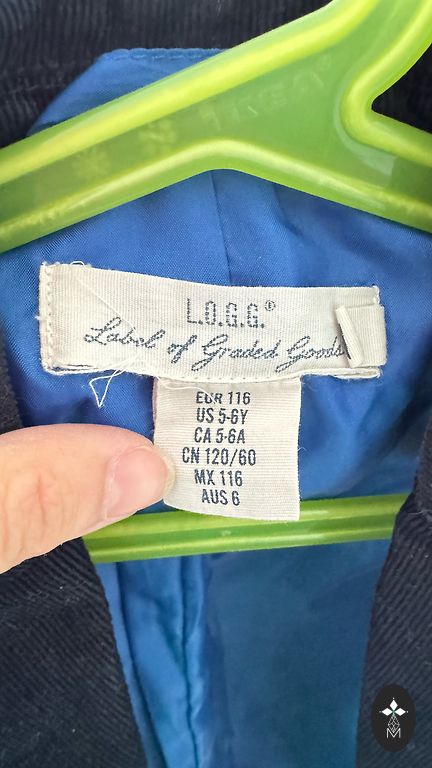 L.O.G.G.®
Label of Graded Goods
EUR 116
US 5-6Y
CA 5-6A
CN 120/60
MX 116
AUS 6
M